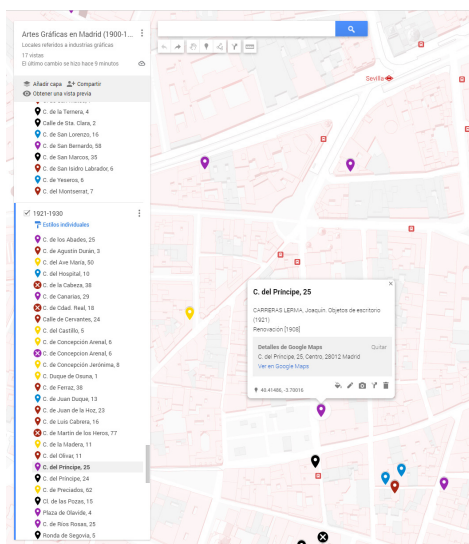 Artes Gráficas en Madrid (1900-1...
Locales referidos a industrias gráficas
17 vistas
El último cambio se hizo hace 9 minutos
Añadir capa
Compartir
Obtener una vista previa
C. de la Ternera, 4
Calle de Sta. Clara, 2
C. de San Lorenzo, 16
C. de San Bernardo, 58
C. de San Marcos, 35
C. de San Isidro Labrador, 6
C. de Yeseros, 6
C. del Montserrat, 7
1921-1930
Estilos individuales
C. de los Abades, 25
C. de Agustín Durán, 3
C. del Ave María, 50
C. del Hospital, 10
C. de la Cabeza, 38
C. de Canarias, 29
C. de Cdad. Real, 18
Calle de Cervantes, 24
C. del Castillo, 5
C. de Concepción Arenal, 6
C. de Concepcion Arenal, 6
C. de Concepción Jerónima, 8
C. Duque de Osuna, 1
C. de Ferraz, 38
C. de Juan Duque, 13
C. de Juan de la Hoz, 23
C. de Luis Cabrera, 16
C. de Martín de los Heros, 77
C. de la Madera, 11
C. del Olivar, 11
C. del Príncipe, 25
C. del Príncipe, 24
C. de Preciados, 62
Cl. de las Pozas, 15
Plaza de Olavide, 4
C. de Ríos Rosas, 25
Ronda de Segovia, 5
Sevilla
C. del Príncipe, 25
CARRERAS LERMA, Joaquín. Objetos de escritorio
(1921)
Renovacion [1908]
Detalles de Google Maps
Quitar
C. del Príncipe, 25, Centro, 28012 Madrid
Ver en Google Maps
40.41486, -3.70016